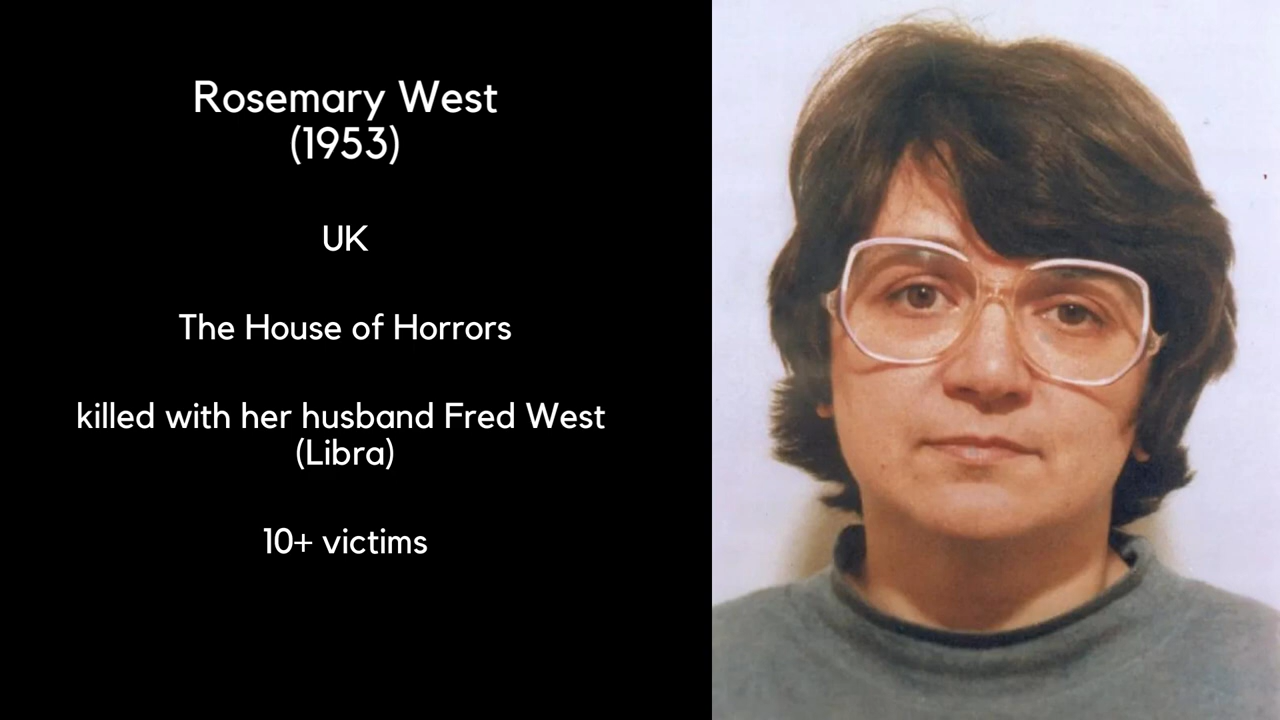 Rosemary West
(1953)
UK
The House of Horrors
killed with her husband Fred West
(Libra)
10+ victims